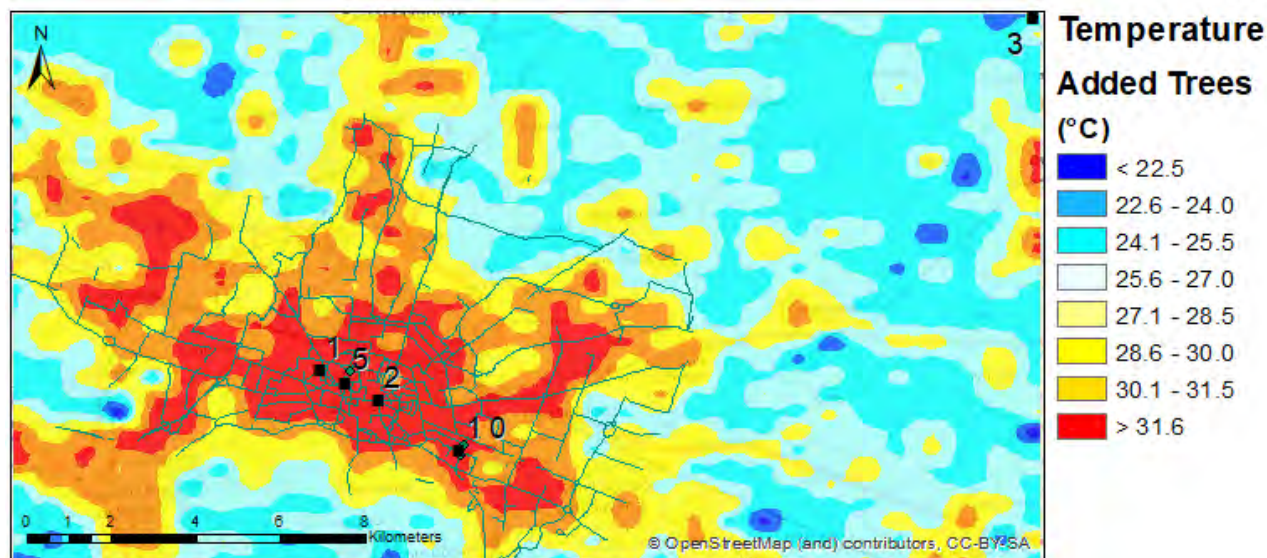 N
3
1
5
2
10
0 1 2 4 6 8
Kilometers
© OpenStreetMap (and) contributors, CC-BY-SA
Temperature
Added Trees
(°C)
< 22.5
22.6 - 24.0
24.1 - 25.5
25.6 - 27.0
27.1 - 28.5
28.6 - 30.0
30.1 - 31.5
> 31.6